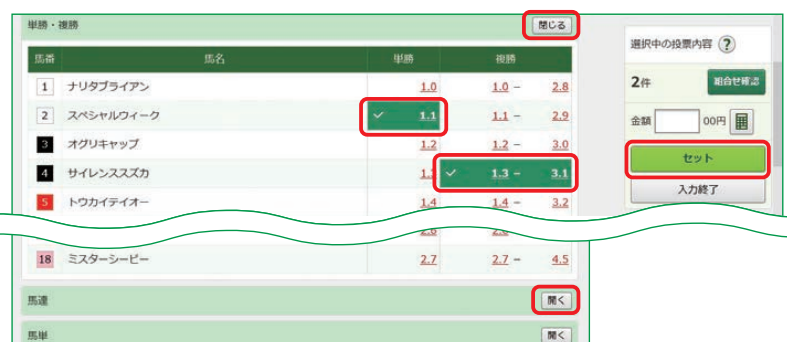 単勝・複勝 閉じる
馬番 馬名 単勝 複勝
1 ナリタブライアン 1.0 1.0 - 2.8
2 スペシャルウィーク ✓ 1.1 1.1 - 2.9
3 オグリキャップ 1.2 1.2 - 3.0
4 サイレンススズカ ✓ 1.3 - 3.1
5 トウカイテイオー 1.4 1.4 - 3.2
18 ミスターシービー 2.7 2.7 - 4.5
馬連 開く
馬単 開く
選択中の投票内容 ?
2件 組合せ確認
金額 00円
セット
入力終了